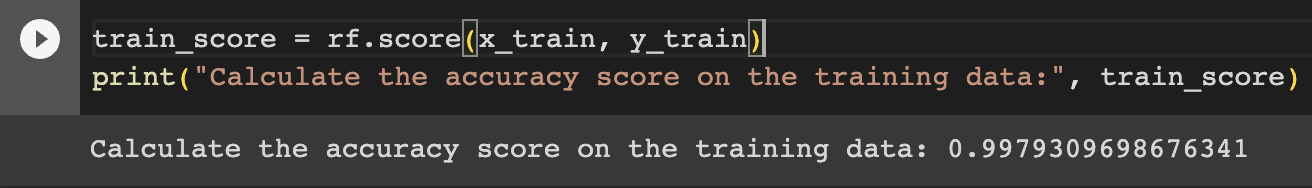 train_score = rf.score(x_train, y_train)
print("Calculate the accuracy score on the training data:", train_score)
Calculate the accuracy score on the training data: 0.9979309698676341